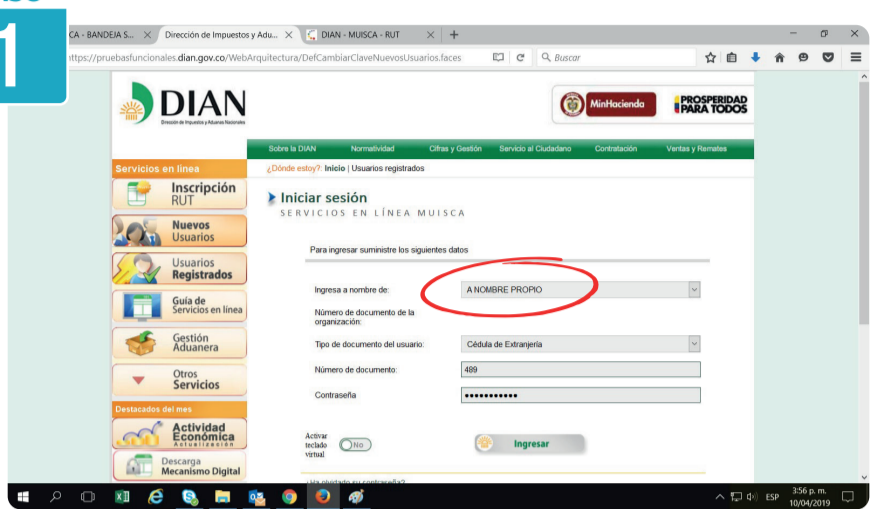 1
CA - BANDEJA S...
Dirección de Impuestos y Adu...
DIAN - MUISCA - RUT
https://pruebasfuncionales.dian.gov.co/WebArquitectura/DefCambiarClaveNuevosUsuarios.faces
Buscar
DIAN
Dirección de Impuestos y Aduanas Nacionales
MinHacienda
PROSPERIDAD
PARA TODOS
Sobre la DIAN Normatividad Cifras y Gestión Servicio al Ciudadano Contratación Ventas y Remates
Servicios en línea
¿Dónde estoy?: Inicio | Usuarios registrados
Inscripción
RUT
Nuevos
Usuarios
Usuarios
Registrados
Guía de
Servicios en línea
Gestión
Aduanera
Otros
Servicios
Destacados del mes
Actividad
Económica
Actualización
Descarga
Mecanismo Digital
Iniciar sesión
SERVICIOS EN LÍNEA MUISCA
Para ingresar suministre los siguientes datos
Ingresa a nombre de: A NOMBRE PROPIO
Número de documento de la
organización:
Tipo de documento del usuario: Cédula de Extranjería
Número de documento: 489
Contraseña •••••••••••
Activar
teclado
virtual
No
Ingresar
¿Ha olvidado su contraseña?
ESP
3:56 p. m.
10/04/2019